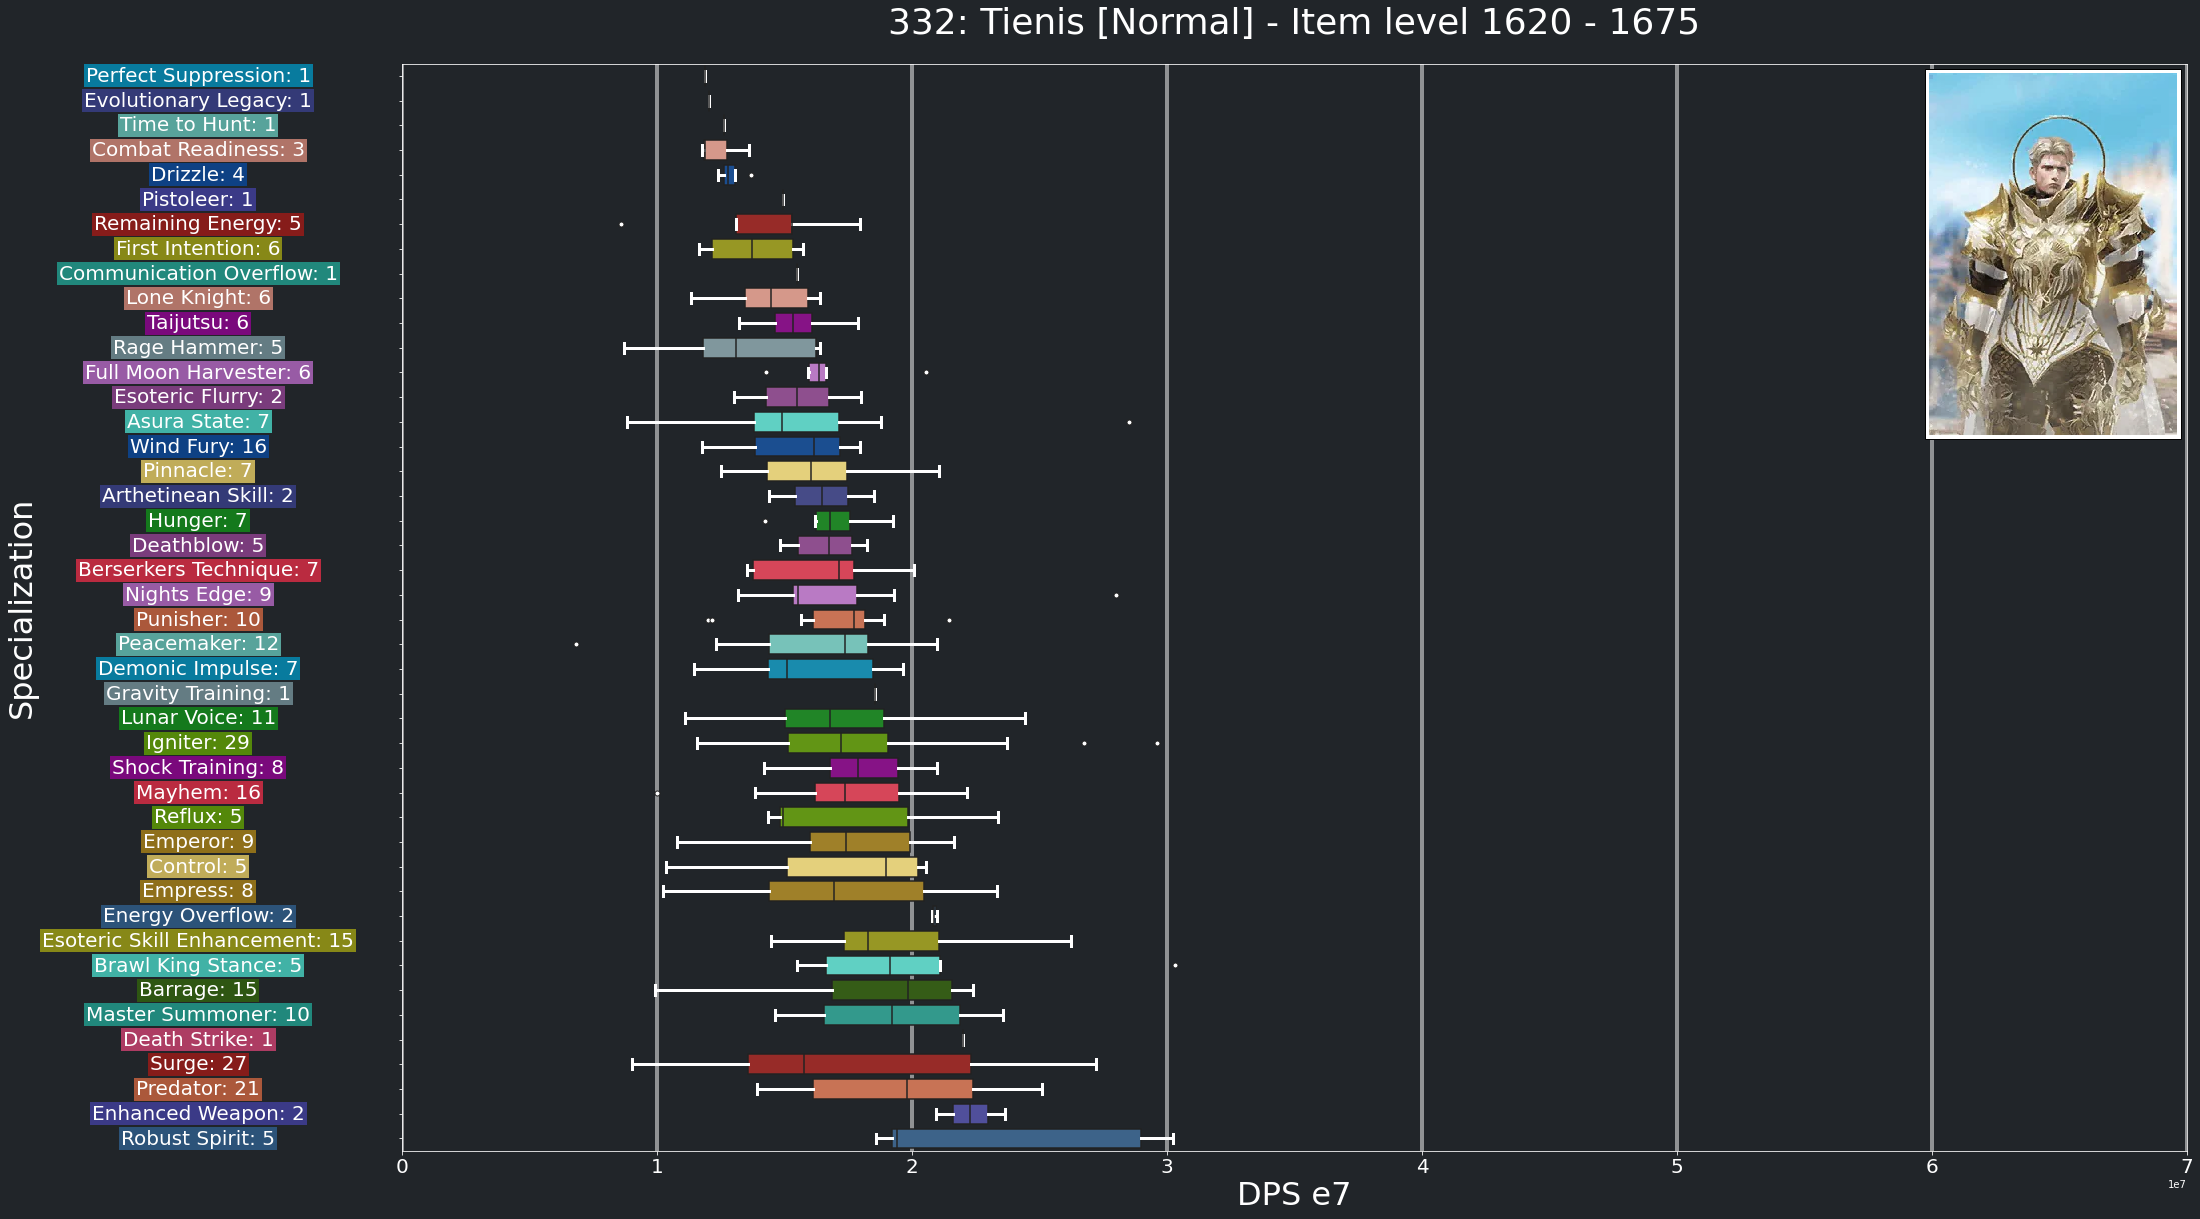 332: Tienis [Normal] - Item level 1620 - 1675
Perfect Suppression: 1
Evolutionary Legacy: 1
Time to Hunt: 1
Combat Readiness: 3
Drizzle: 4
Pistoleer: 1
Remaining Energy: 5
First Intention: 6
Communication Overflow: 1
Lone Knight: 6
Taijutsu: 6
Rage Hammer: 5
Full Moon Harvester: 6
Esoteric Flurry: 2
Asura State: 7
Wind Fury: 16
Pinnacle: 7
Arthetinean Skill: 2
Hunger: 7
Deathblow: 5
Berserkers Technique: 7
Nights Edge: 9
Punisher: 10
Peacemaker: 12
Demonic Impulse: 7
Gravity Training: 1
Lunar Voice: 11
Igniter: 29
Shock Training: 8
Mayhem: 16
Reflux: 5
Emperor: 9
Control: 5
Empress: 8
Energy Overflow: 2
Esoteric Skill Enhancement: 15
Brawl King Stance: 5
Barrage: 15
Master Summoner: 10
Death Strike: 1
Surge: 27
Predator: 21
Enhanced Weapon: 2
Robust Spirit: 5
Specialization
0 1 2 3 4 5 6 7
1e7
DPS e7